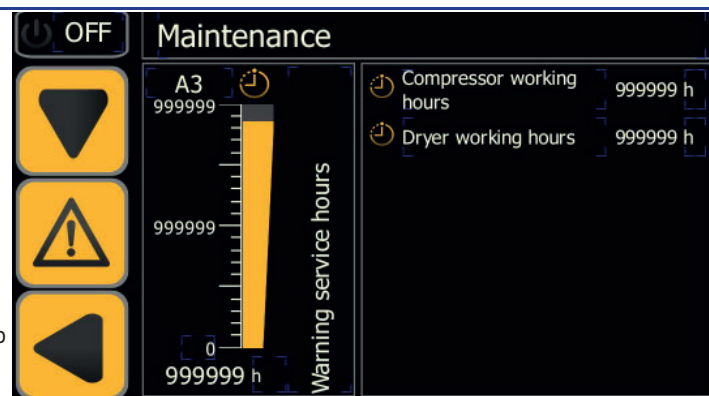 OFF
Maintenance
A3
999999
999999
0
999999 h
Warning service hours
Compressor working
hours
999999 h
Dryer working hours
999999 h